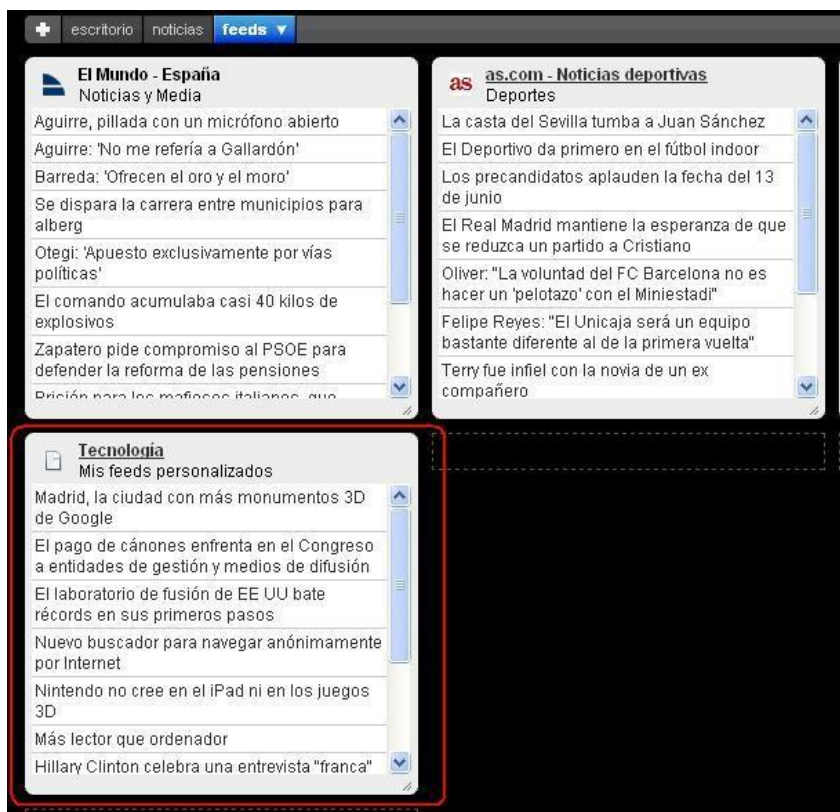 escritorio noticias feeds
El Mundo - España
Noticias y Media
Aguirre, pillada con un micrófono abierto
Aguirre: 'No me refería a Gallardón'
Barreda: 'Ofrecen el oro y el moro'
Se dispara la carrera entre municipios para
alberg
Otegi: 'Apuesto exclusivamente por vías
políticas'
El comando acumulaba casi 40 kilos de
explosivos
Zapatero pide compromiso al PSOE para
defender la reforma de las pensiones
Prisión para los mafiosos italianos, que
as as.com - Noticias deportivas
Deportes
La casta del Sevilla tumba a Juan Sánchez
El Deportivo da primero en el fútbol indoor
Los precandidatos aplauden la fecha del 13
de junio
El Real Madrid mantiene la esperanza de que
se reduzca un partido a Cristiano
Oliver: "La voluntad del FC Barcelona no es
hacer un 'pelotazo' con el Miniestadi"
Felipe Reyes: "El Unicaja será un equipo
bastante diferente al de la primera vuelta"
Terry fue infiel con la novia de un ex
compañero
Tecnología
Mis feeds personalizados
Madrid, la ciudad con más monumentos 3D
de Google
El pago de cánones enfrenta en el Congreso
a entidades de gestión y medios de difusión
El laboratorio de fusión de EE UU bate
récords en sus primeros pasos
Nuevo buscador para navegar anónimamente
por Internet
Nintendo no cree en el iPad ni en los juegos
3D
Más lector que ordenador
Hillary Clinton celebra una entrevista "franca"